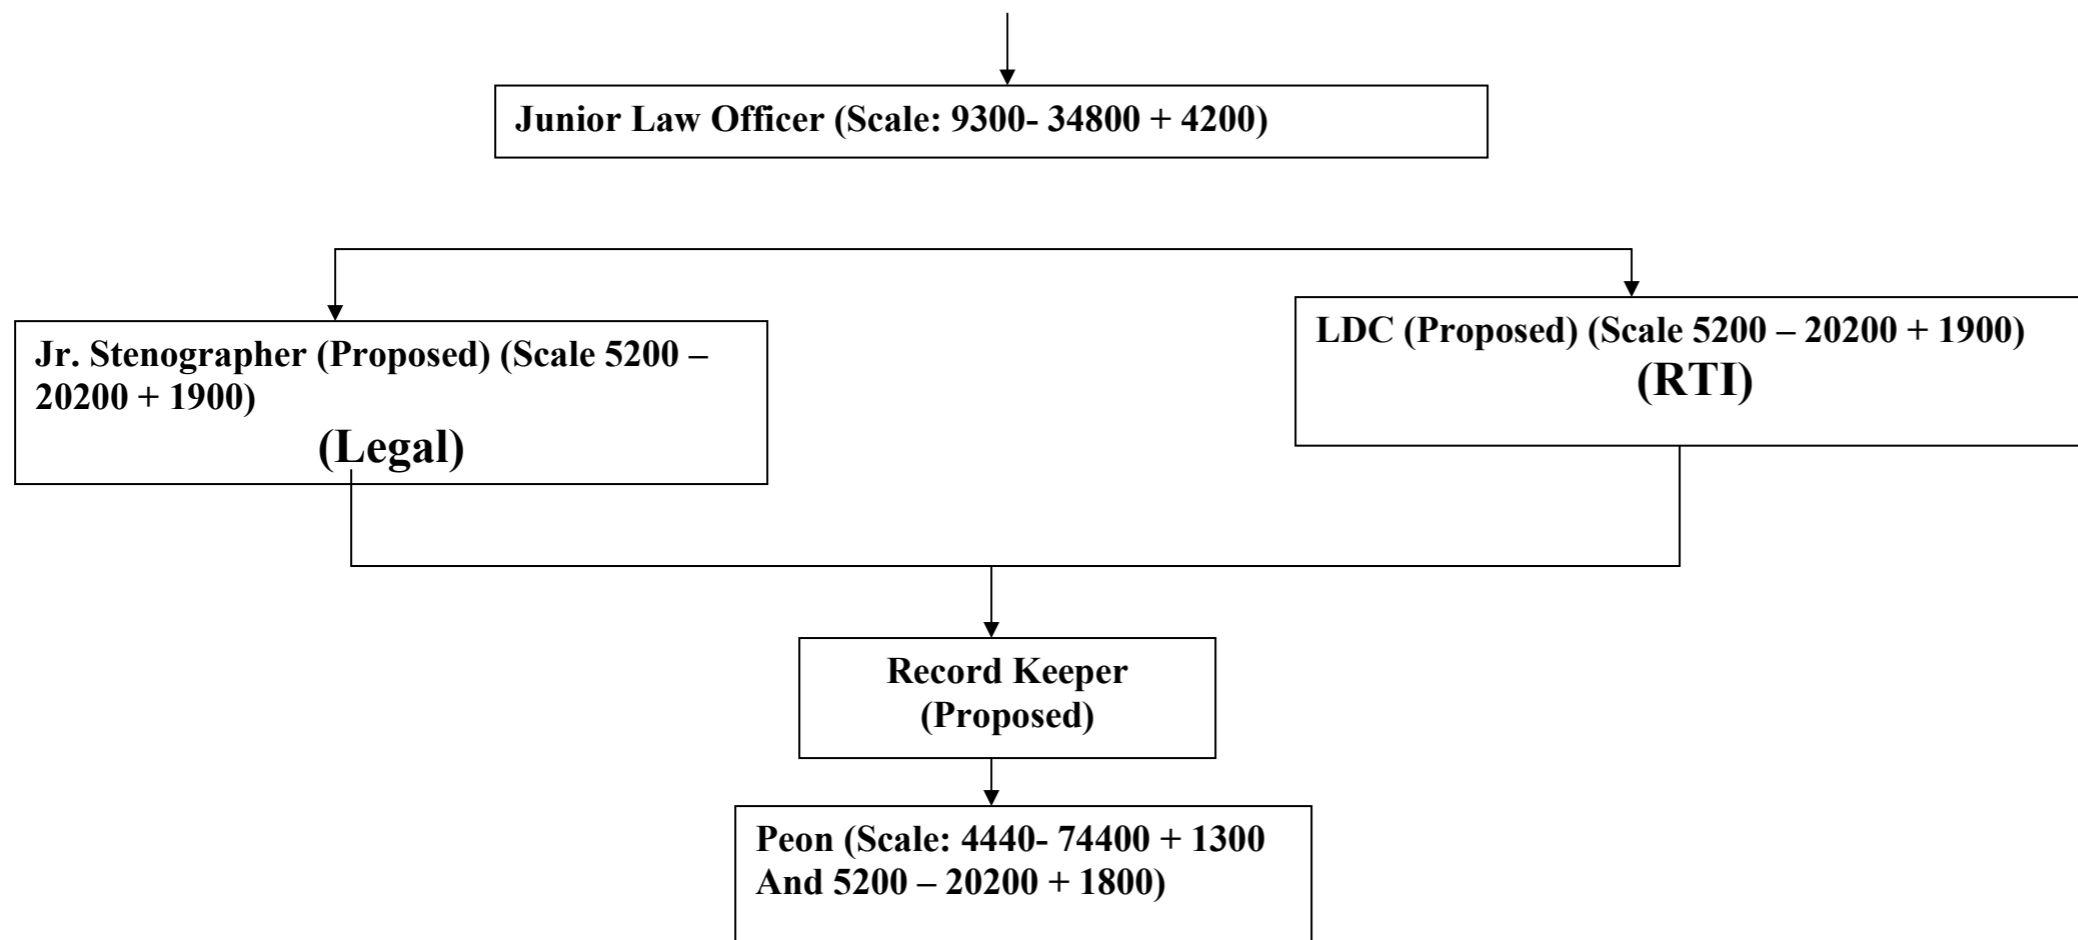 Junior Law Officer (Scale: 9300- 34800 + 4200)
Jr. Stenographer (Proposed) (Scale 5200 –
20200 + 1900)
(Legal)
LDC (Proposed) (Scale 5200 – 20200 + 1900)
(RTI)
Record Keeper
(Proposed)
Peon (Scale: 4440- 74400 + 1300
And 5200 – 20200 + 1800)